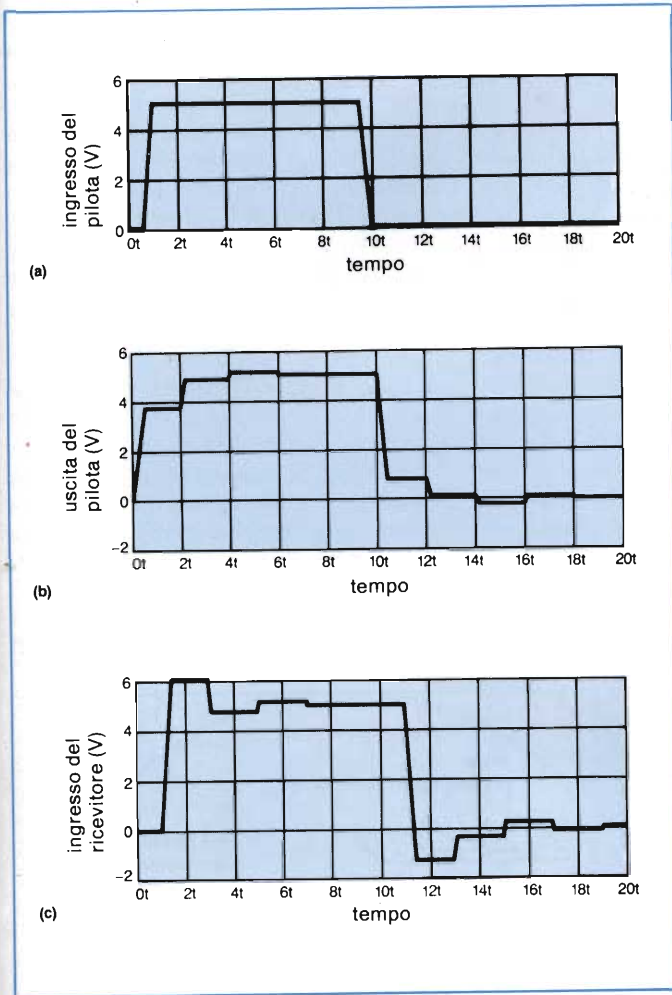 6
4
2
0
ingresso del
pilota (V)
0t 2t 4t 6t 8t 10t 12t 14t 16t 18t 20t
tempo
(a)
6
4
2
0
−2
uscita del
pilota (V)
0t 2t 4t 6t 8t 10t 12t 14t 16t 18t 20t
tempo
(b)
6
4
2
0
−2
ingresso del
ricevitore (V)
0t 2t 4t 6t 8t 10t 12t 14t 16t 18t 20t
tempo
(c)